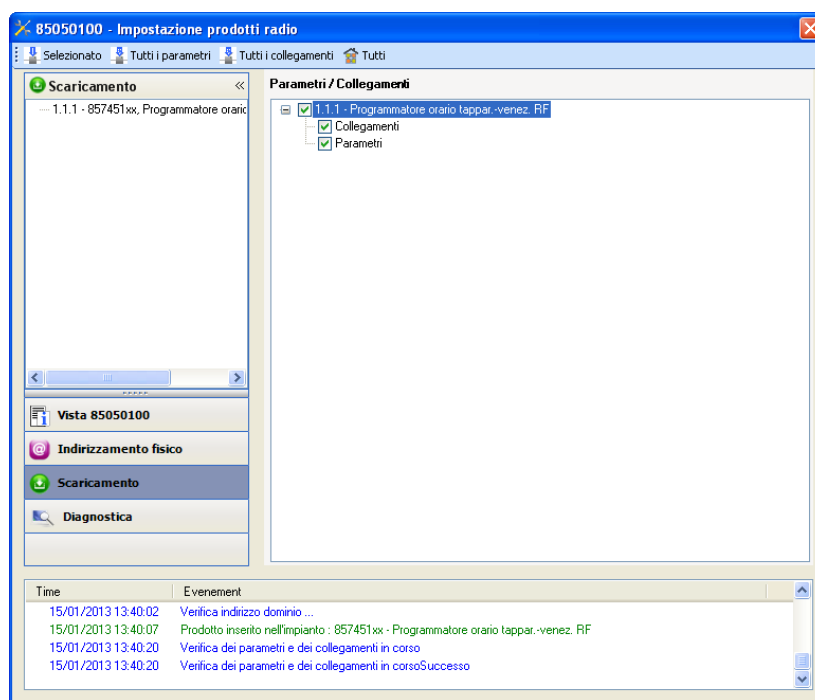 85050100 - Impostazione prodotti radio
Selezionato Tutti i parametri Tutti i collegamenti Tutti
Scaricamento «
1.1.1 - 857451xx, Programmatore orario
Parametri / Collegamenti
1.1.1 - Programmatore orario tappar.-venez. RF
Collegamenti
Parametri
Vista 85050100
Indirizzamento fisico
Scaricamento
Diagnostica
Time Evenement
15/01/2013 13:40:02 Verifica indirizzo dominio ...
15/01/2013 13:40:07 Prodotto inserito nell'impianto : 857451xx - Programmatore orario tappar.-venez. RF
15/01/2013 13:40:20 Verifica dei parametri e dei collegamenti in corso
15/01/2013 13:40:20 Verifica dei parametri e dei collegamenti in corsoSuccesso